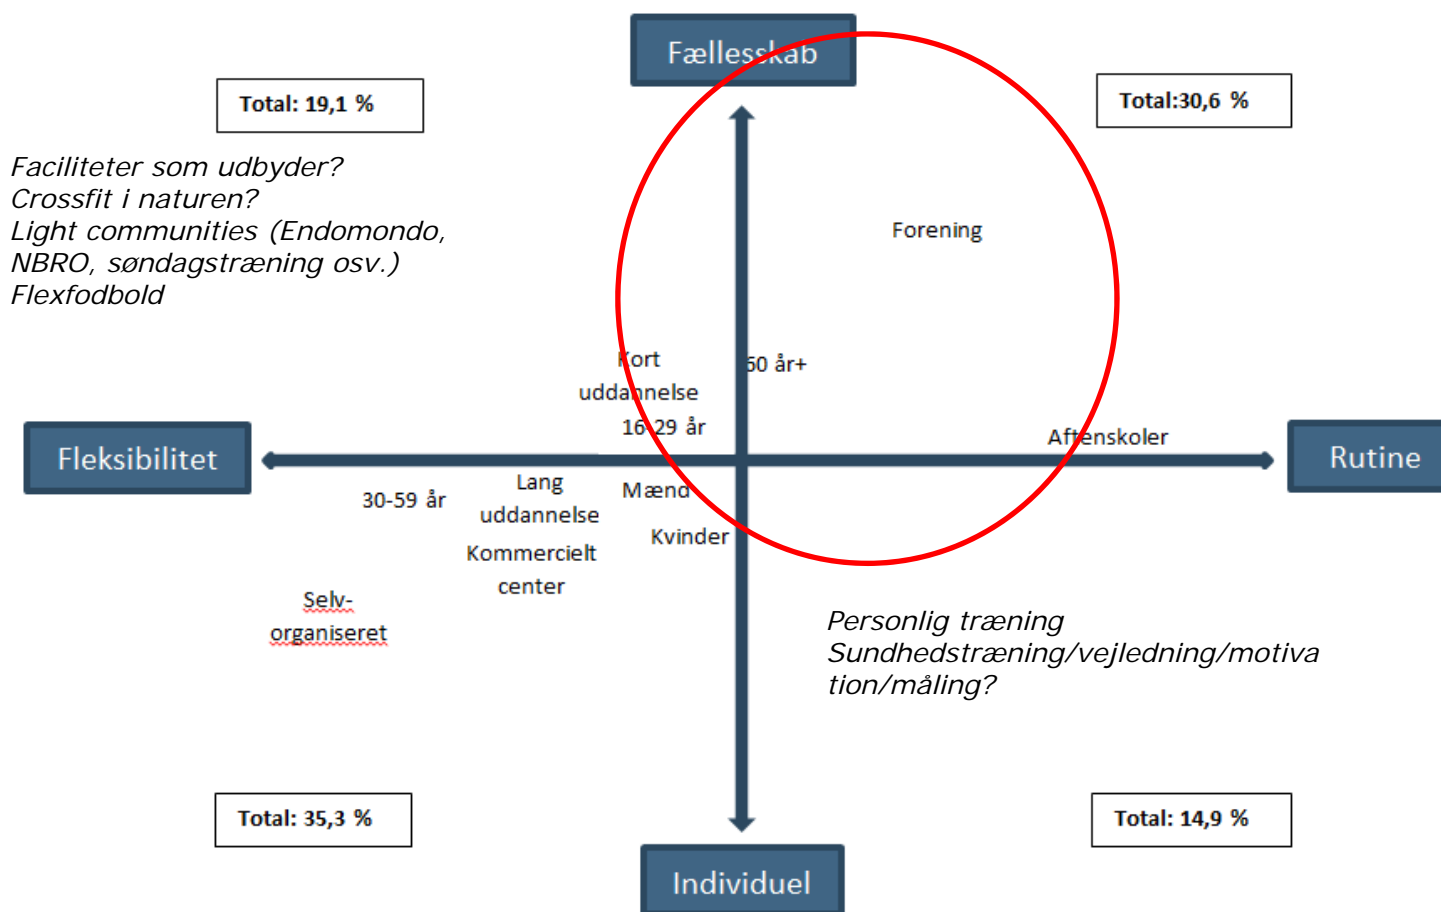 Fællesskab
Total: 19,1 %
Total:30,6 %
Faciliteter som udbyder?
Crossfit i naturen?
Light communities (Endomondo,
NBRO, søndagstræning osv.)
Flexfodbold
Forening
Kort
uddannelse
60 år+
16-29 år
Aftenskoler
Fleksibilitet
Rutine
30-59 år
Lang
uddannelse
Mænd
Kvinder
Kommercielt
center
Selv-
organiseret
Personlig træning
Sundhedstræning/vejledning/motiva
tion/måling?
Total: 35,3 %
Total: 14,9 %
Individuel